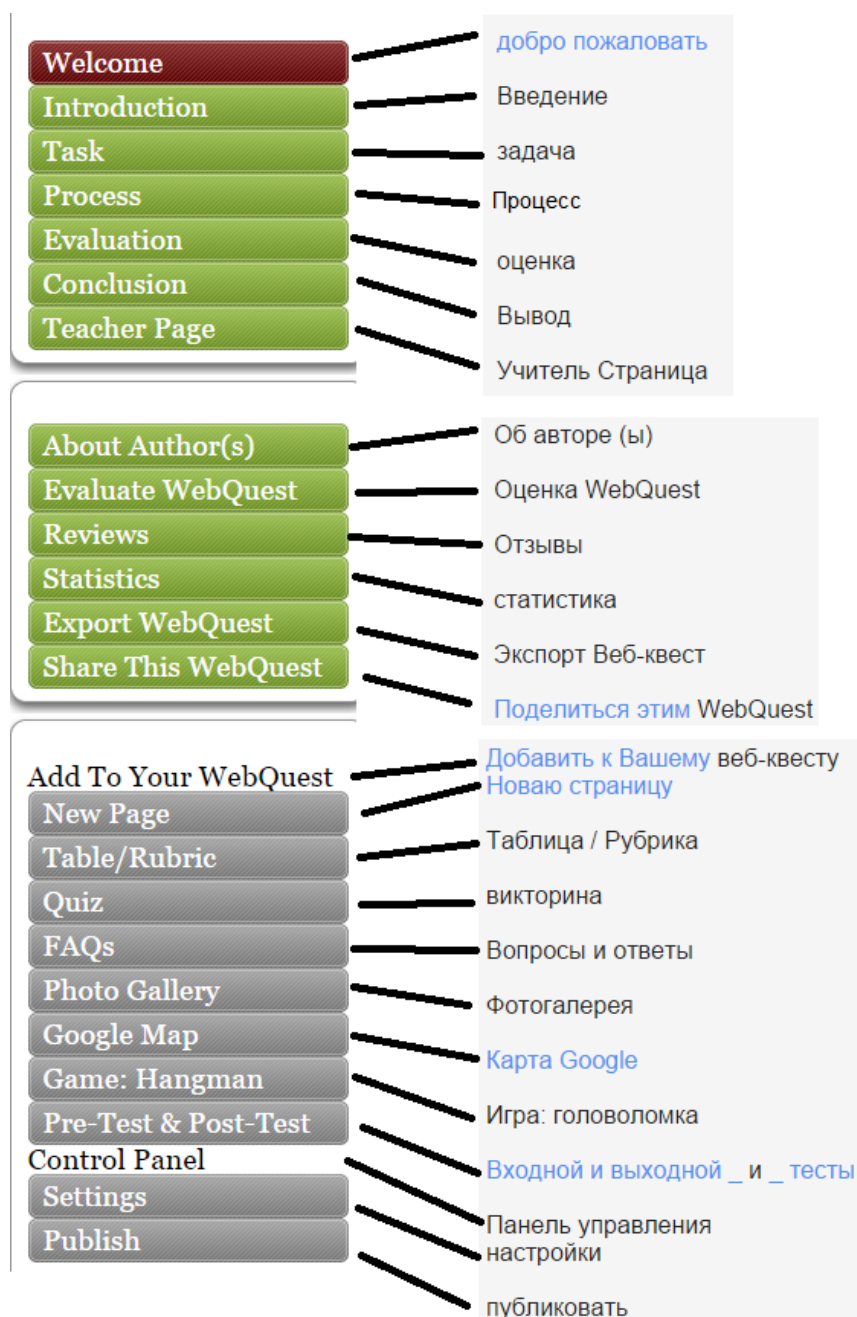 Welcome
добро пожаловать
Introduction
Введение
Task
задача
Process
Процесс
Evaluation
оценка
Conclusion
Вывод
Teacher Page
Учитель Страница
About Author(s)
Об авторе (ы)
Evaluate WebQuest
Оценка WebQuest
Reviews
Отзывы
Statistics
статистика
Export WebQuest
Экспорт Веб-квест
Share This WebQuest
Поделиться этим WebQuest
Add To Your WebQuest
Добавить к Вашему веб-квесту
New Page
Новаю страницу
Table/Rubric
Таблица / Рубрика
Quiz
викторина
FAQs
Вопросы и ответы
Photo Gallery
Фотогалерея
Google Map
Карта Google
Game: Hangman
Игра: головоломка
Pre-Test & Post-Test
Входной и выходной _ и _ тесты
Control Panel
Панель управления
Settings
настройки
Publish
публиковать